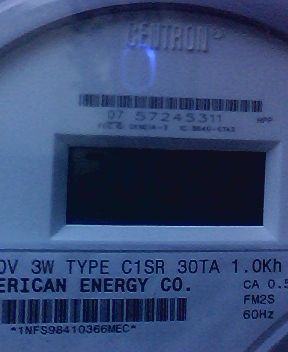 CENTRON®
07 57245311
HPP
0V 3W TYPE C1SR 30TA 1.0Kh
ERICAN ENERGY CO.
CA 0.5
FM2S
60Hz
*1NFS98410366MEC*